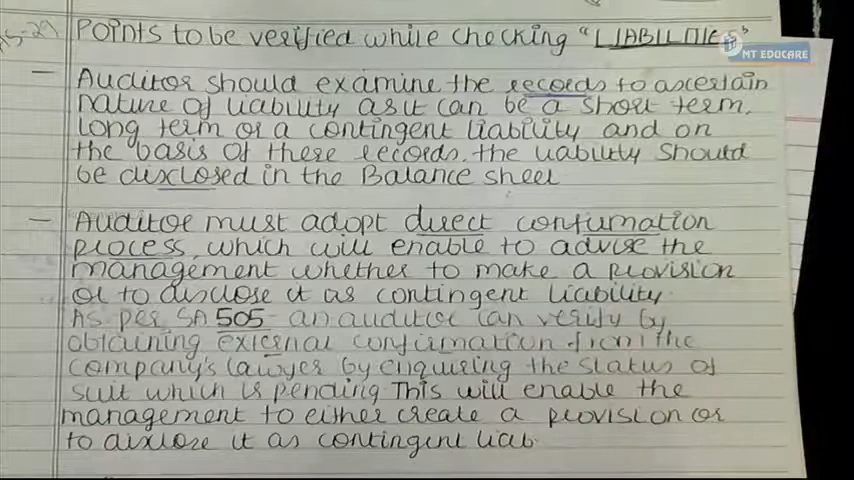 AS-29 Points to be verified while checking "LIABILITIES"
MT EDUCARE
— Auditor should examine the records to ascertain
nature of liability as it can be a short term,
long term or a contingent liability and on
the basis of these records, the liability should
be disclosed in the Balance sheet
— Auditor must adopt direct confirmation
process, which will enable to advise the
management whether to make a provision
or to disclose it as contingent liability.
As per SA 505 an auditor can verify by
obtaining external confirmation from the
company's lawyer by enquiring the status of
suit which is pending This will enable the
management to either create a provision or
to disclose it as contingent liab.